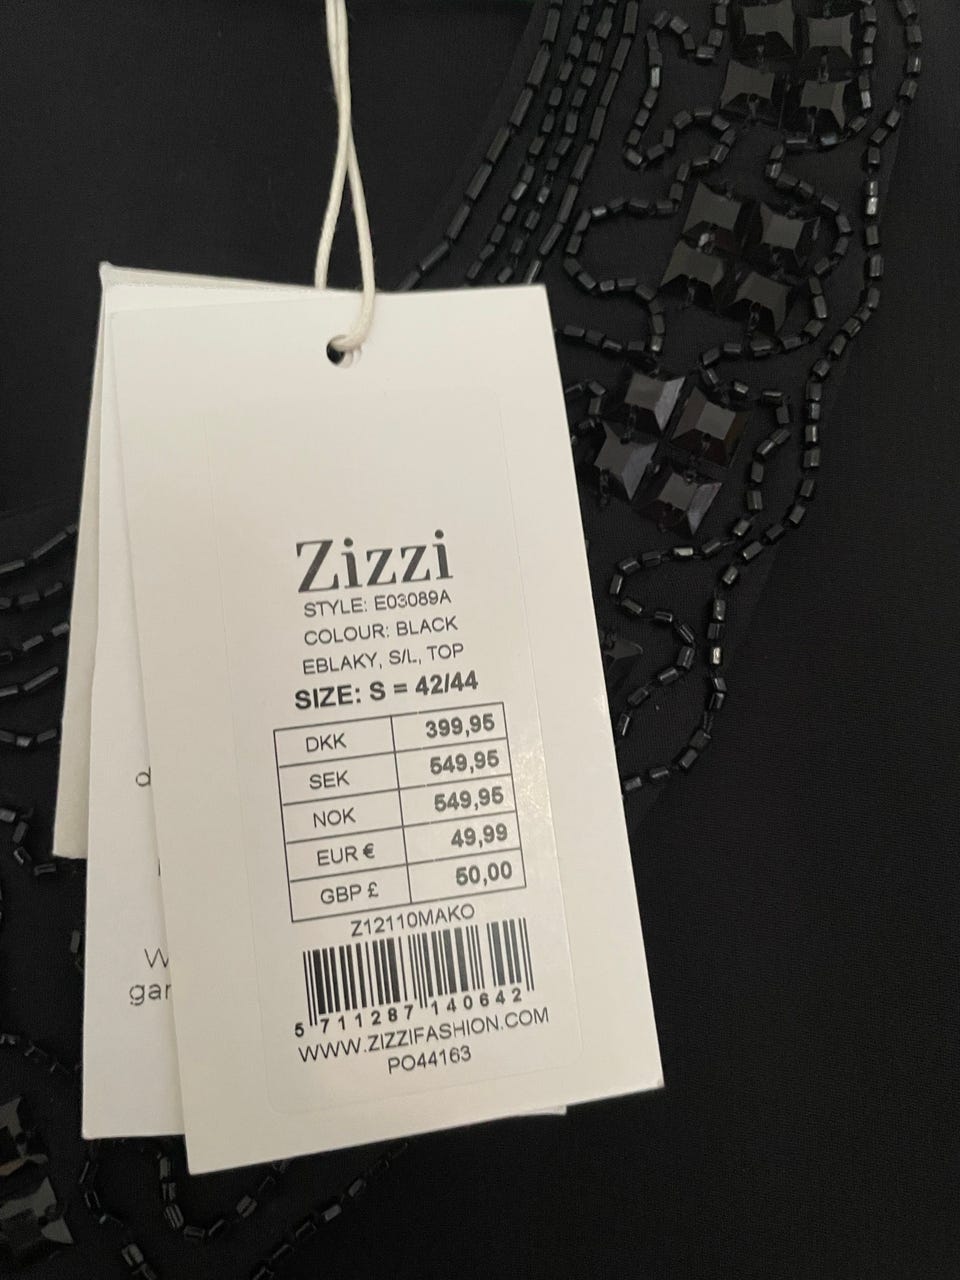 Zizzi
STYLE: E03089A
COLOUR: BLACK
EBLAKY, S/L, TOP
SIZE: S = 42/44
DKK 399,95
SEK 549,95
NOK 549,95
EUR € 49,99
GBP £ 50,00
Z12110MAKO
5 711287 140642
WWW.ZIZZIFASHION.COM
PO44163